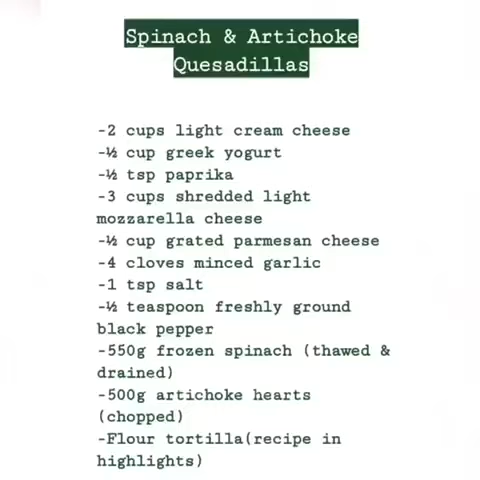 Spinach & Artichoke
Quesadillas
-2 cups light cream cheese
-½ cup greek yogurt
-½ tsp paprika
-3 cups shredded light
mozzarella cheese
-½ cup grated parmesan cheese
-4 cloves minced garlic
-1 tsp salt
-½ teaspoon freshly ground
black pepper
-550g frozen spinach (thawed &
drained)
-500g artichoke hearts
(chopped)
-Flour tortilla(recipe in
highlights)